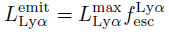 L_{Lyα}^{emit} = L_{Lyα}^{max} f_{esc}^{Lyα}